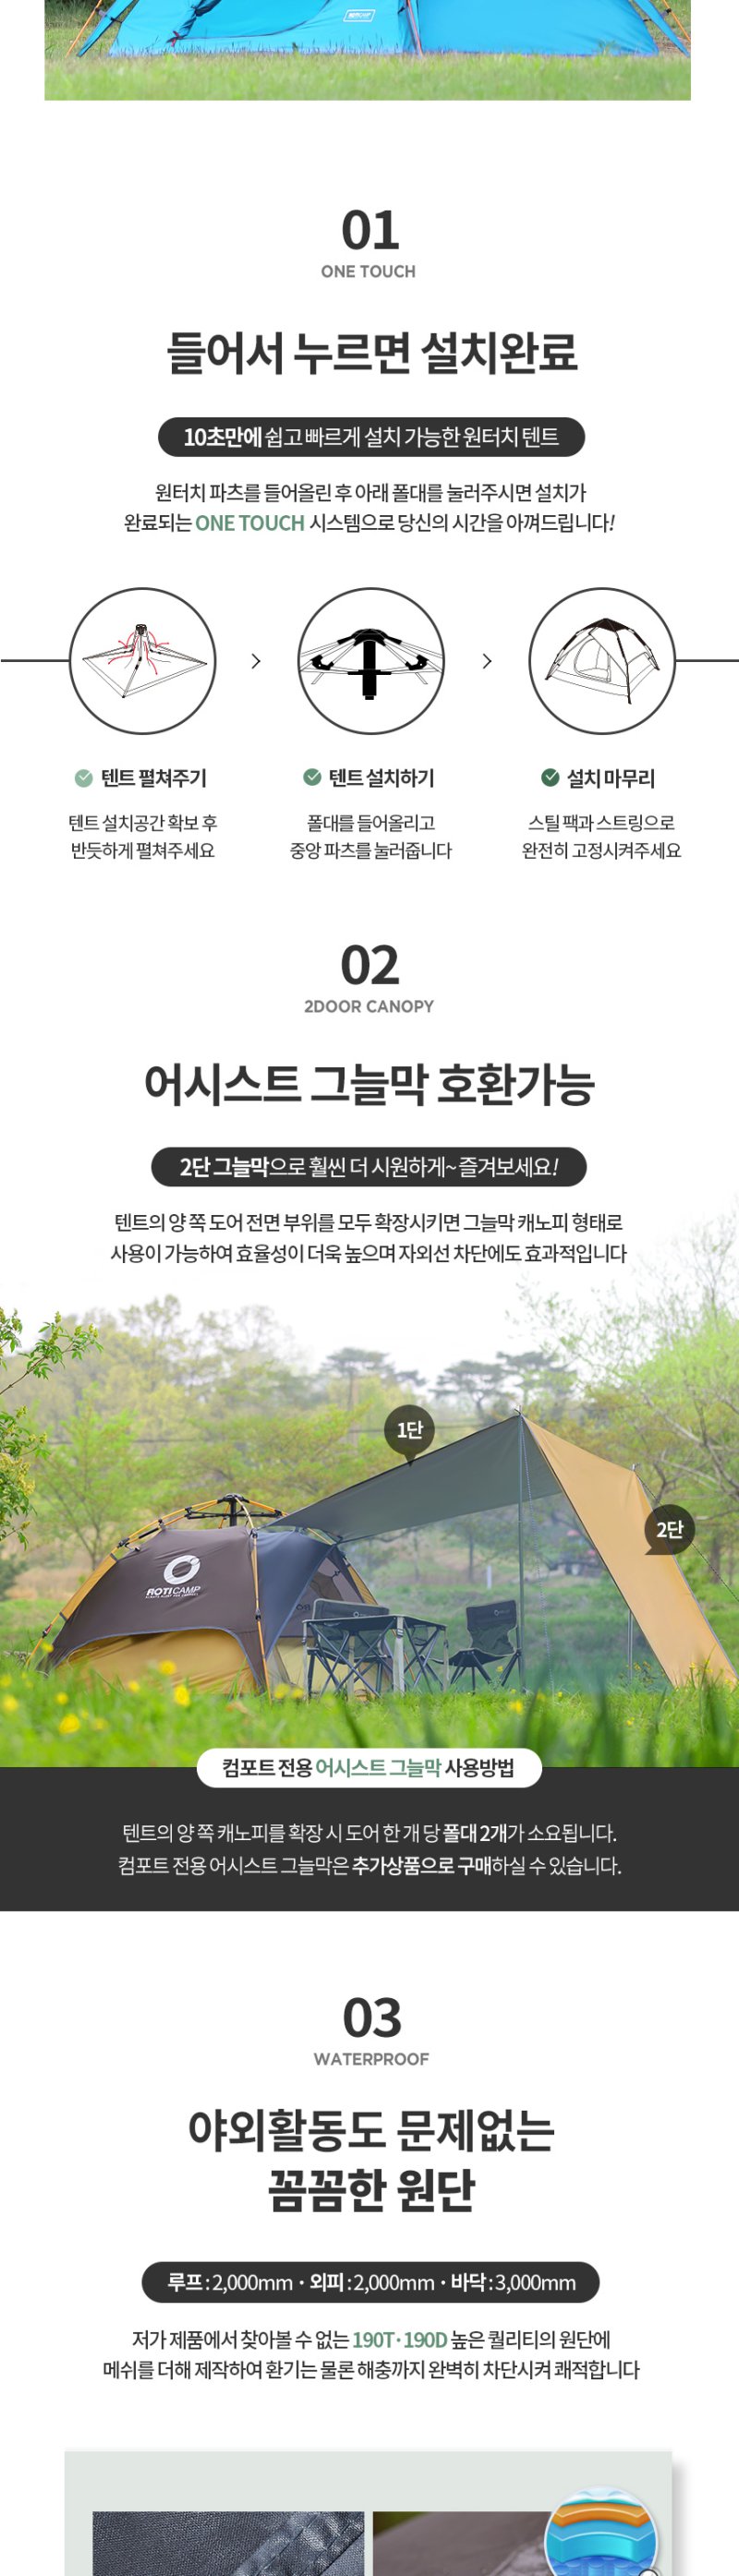 01
ONE TOUCH
들어서 누르면 설치완료
10초만에 쉽고 빠르게 설치 가능한 원터치 텐트
원터치 파츠를 들어올린 후 아래 폴대를 눌러주시면 설치가
완료되는 ONE TOUCH 시스템으로 당신의 시간을 아껴드립니다!
텐트 펼쳐주기
텐트 설치공간 확보 후
반듯하게 펼쳐주세요
텐트 설치하기
폴대를 들어올리고
중앙 파츠를 눌러줍니다
설치 마무리
스틸 팩과 스트링으로
완전히 고정시켜주세요
02
2DOOR CANOPY
어시스트 그늘막 호환가능
2단 그늘막으로 훨씬 더 시원하게~ 즐겨보세요!
텐트의 양 쪽 도어 전면 부위를 모두 확장시키면 그늘막 캐노피 형태로
사용이 가능하여 효율성이 더욱 높으며 자외선 차단에도 효과적입니다
1단
2단
ROTICAMP
컴포트 전용 어시스트 그늘막 사용방법
텐트의 양 쪽 캐노피를 확장 시 도어 한 개 당 폴대 2개가 소요됩니다.
컴포트 전용 어시스트 그늘막은 추가상품으로 구매하실 수 있습니다.
03
WATERPROOF
야외활동도 문제없는
꼼꼼한 원단
루프 : 2,000mm · 외피 : 2,000mm · 바닥 : 3,000mm
저가 제품에서 찾아볼 수 없는 190T·190D 높은 퀄리티의 원단에
메쉬를 더해 제작하여 환기는 물론 해충까지 완벽히 차단시켜 쾌적합니다